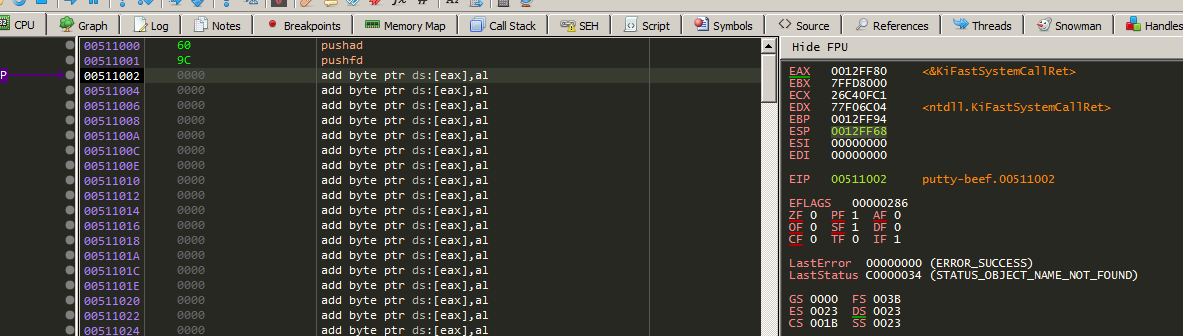 CPU Graph Log Notes Breakpoints Memory Map Call Stack SEH Script Symbols Source References Threads Snowman Handles
00511000 60 pushad
00511001 9C pushfd
P 00511002 0000 add byte ptr ds:[eax],al
00511004 0000 add byte ptr ds:[eax],al
00511006 0000 add byte ptr ds:[eax],al
00511008 0000 add byte ptr ds:[eax],al
0051100A 0000 add byte ptr ds:[eax],al
0051100C 0000 add byte ptr ds:[eax],al
0051100E 0000 add byte ptr ds:[eax],al
00511010 0000 add byte ptr ds:[eax],al
00511012 0000 add byte ptr ds:[eax],al
00511014 0000 add byte ptr ds:[eax],al
00511016 0000 add byte ptr ds:[eax],al
00511018 0000 add byte ptr ds:[eax],al
0051101A 0000 add byte ptr ds:[eax],al
0051101C 0000 add byte ptr ds:[eax],al
0051101E 0000 add byte ptr ds:[eax],al
00511020 0000 add byte ptr ds:[eax],al
00511022 0000 add byte ptr ds:[eax],al
00511024 0000 add byte ptr ds:[eax],al
Hide FPU
EAX 0012FF80 <&KiFastSystemCallRet>
EBX 7FFD8000
ECX 26C40FC1
EDX 77F06C04 <ntdll.KiFastSystemCallRet>
EBP 0012FF94
ESP 0012FF68
ESI 00000000
EDI 00000000
EIP 00511002 putty-beef.00511002
EFLAGS 00000286
ZF 0 PF 1 AF 0
OF 0 SF 1 DF 0
CF 0 TF 0 IF 1
LastError 00000000 (ERROR_SUCCESS)
LastStatus C0000034 (STATUS_OBJECT_NAME_NOT_FOUND)
GS 0000 FS 003B
ES 0023 DS 0023
CS 001B SS 0023